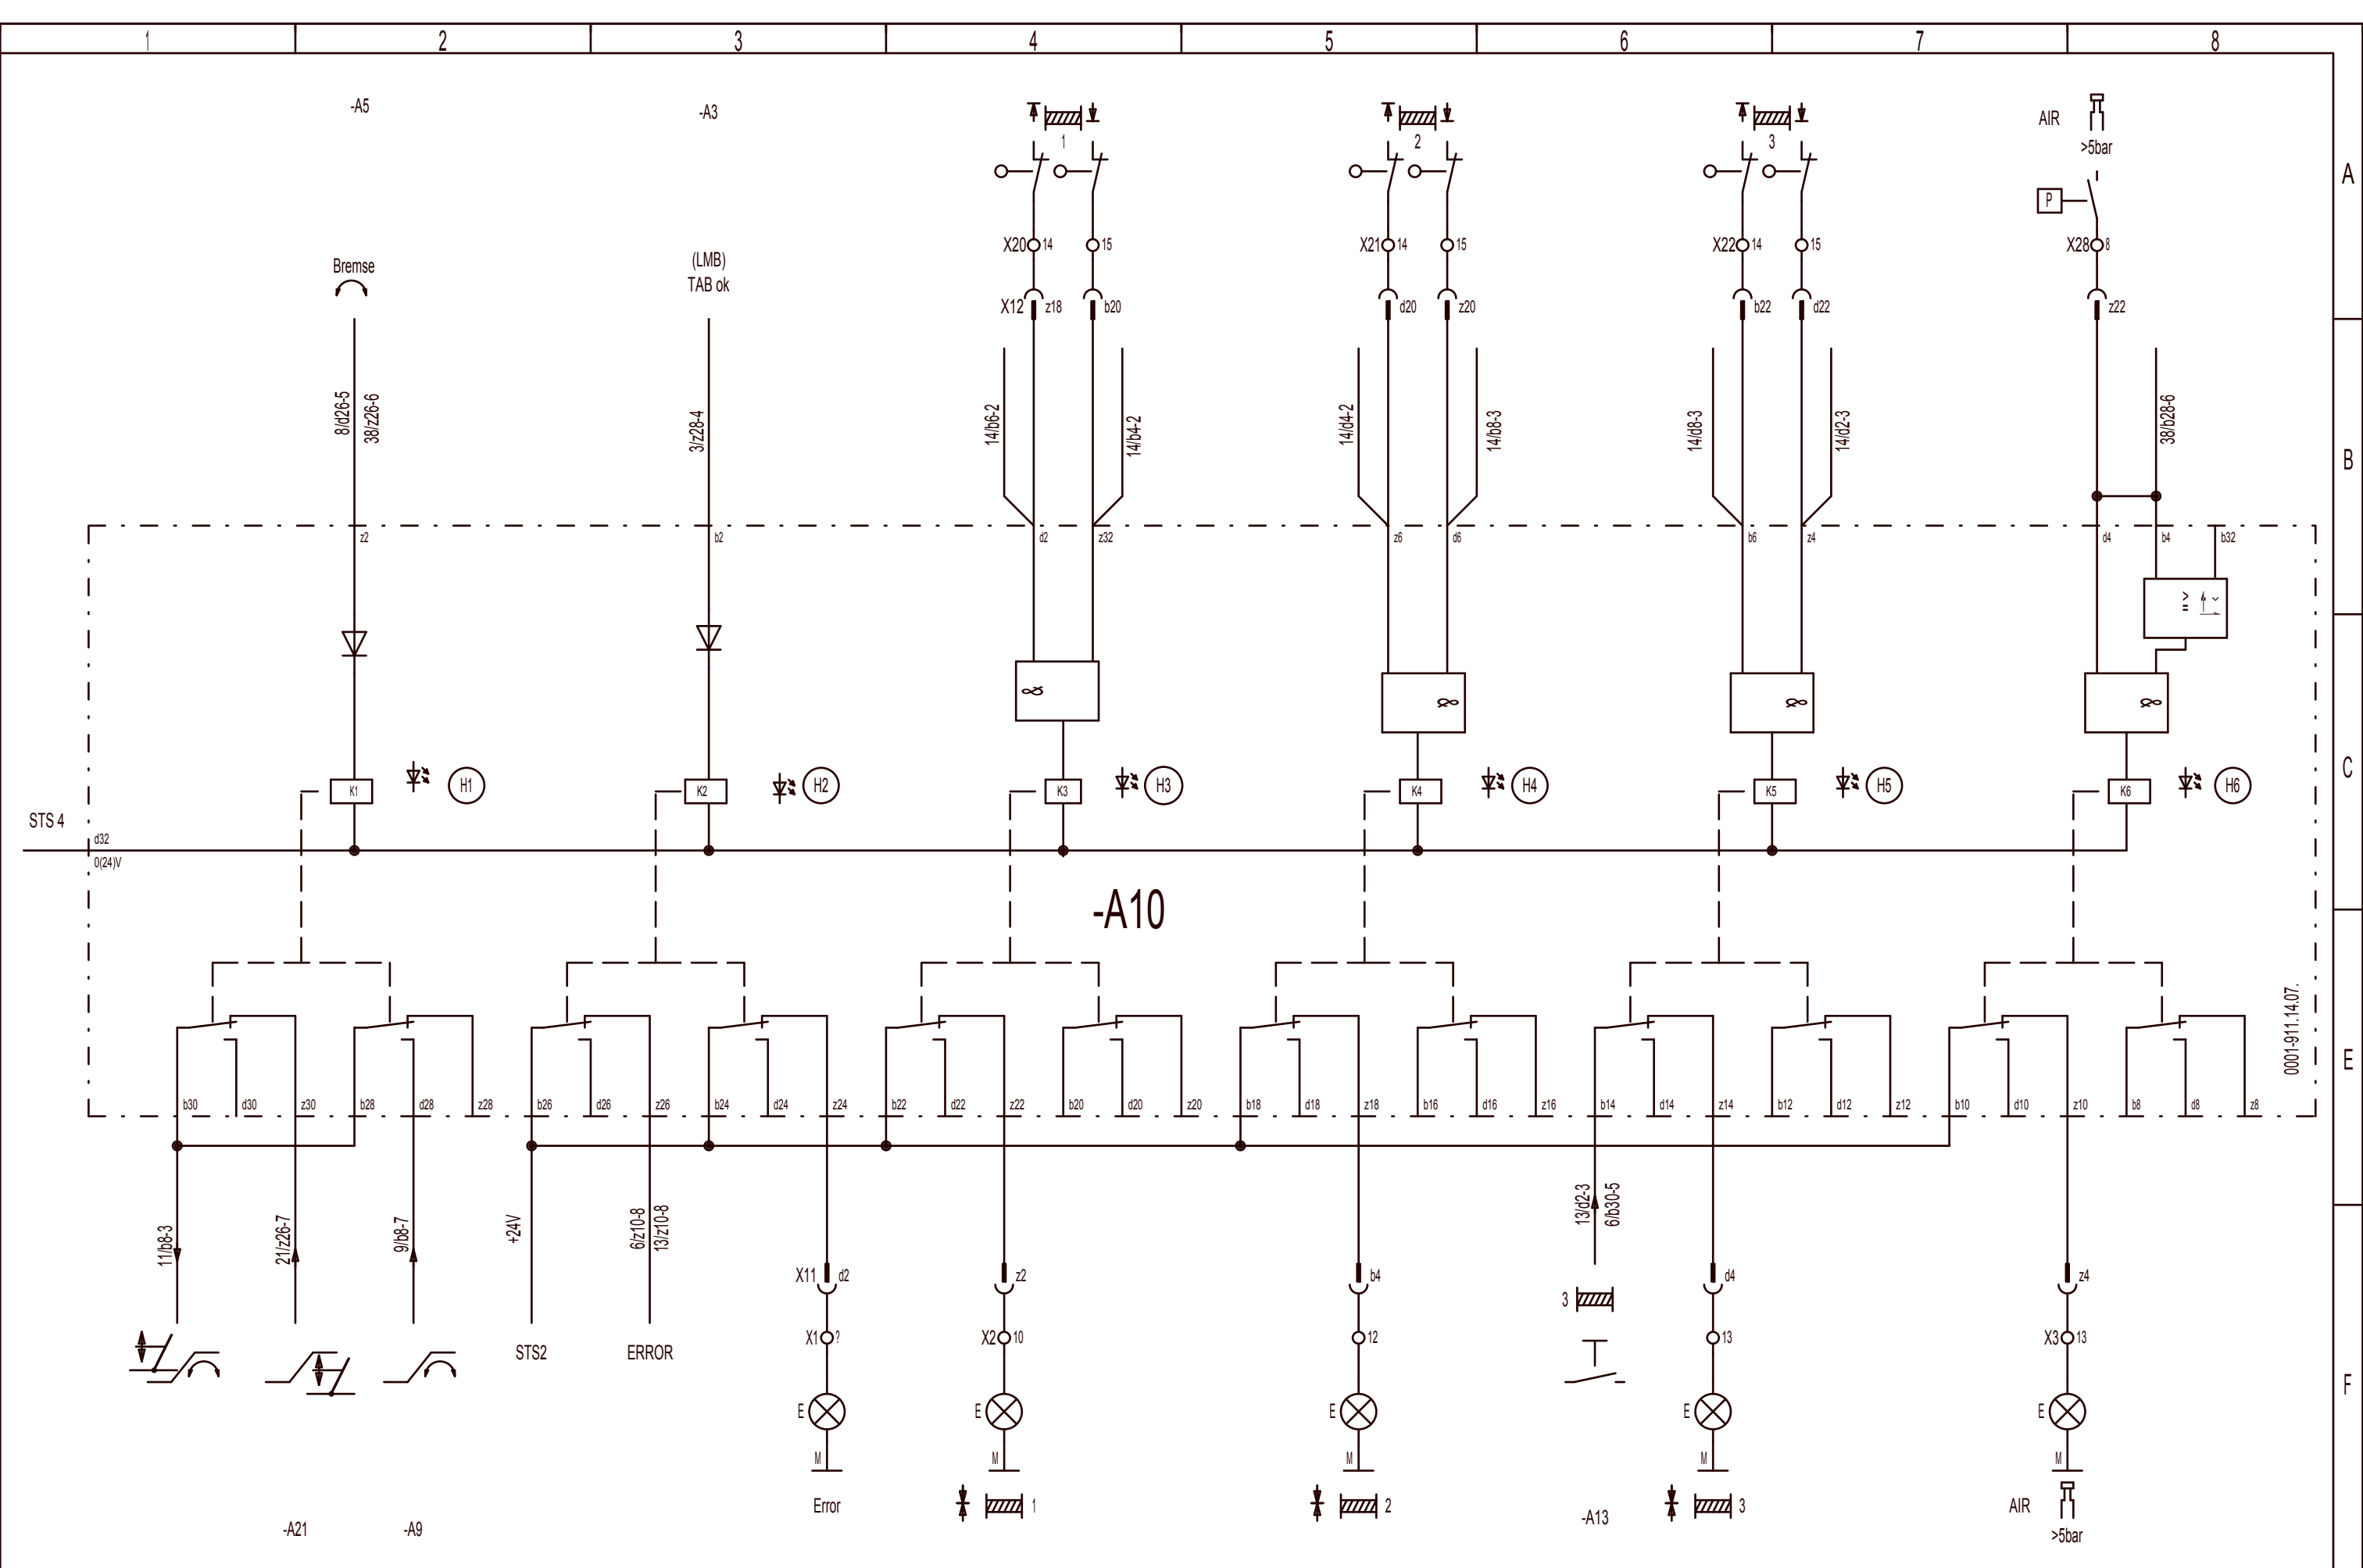 1 2 3 4 5 6 7 8
-A5 -A3 1 2 3 AIR
>5bar
A
P
X20 14 15 X21 14 15 X22 14 15 X28 8
Bremse
(LMB)
TAB ok
X12 z18 b20 d20 z20 b22 d22 z22
8/d26-5 38/z26-6 3/z28-4 14/b6-2 14/b4-2 14/d4-2 14/b8-3 14/d8-3 14/d2-3 38/b28-6
B
z2 b2 d2 z32 z6 d6 b6 z4 d4 b4 b32
K1 H1 K2 H2 K3 H3 K4 H4 K5 H5 K6 H6
C
STS 4
d32
0(24)V
-A10
0001-911.14.07.
E
b30 d30 z30 b28 d28 z28 b26 d26 z26 b24 d24 z24 b22 d22 z22 b20 d20 z20 b18 d18 z18 b16 d16 z16 b14 d14 z14 b12 d12 z12 b10 d10 z10 b8 d8 z8
11/b8-3 21/z26-7 9/b8-7 +24V 6/z10-8 13/z10-8 13/d2-3 6/b30-5
X11 d2 z2 b4 d4 z4
3
X1 ? X2 10 12 13 X3 13
STS2 ERROR
F
E E E E E
M M M M M
Error 1 2 3 AIR
-A13
-A21 -A9
>5bar